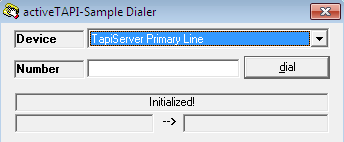 activeTAPI-Sample Dialer
Device TapiServer Primary Line
Number dial
Initialized!
-->